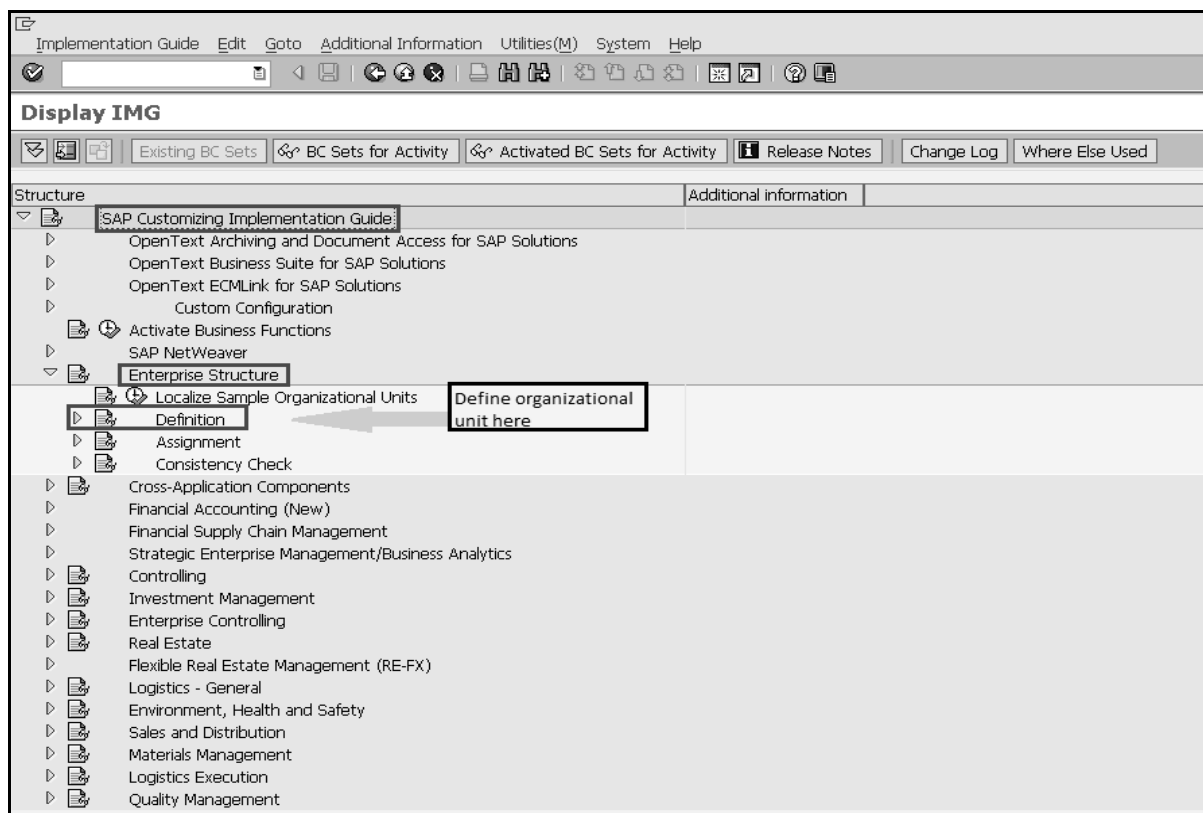 Implementation Guide Edit Goto Additional Information Utilities(M) System Help
Display IMG
Existing BC Sets BC Sets for Activity Activated BC Sets for Activity Release Notes Change Log Where Else Used
Structure Additional information
SAP Customizing Implementation Guide
OpenText Archiving and Document Access for SAP Solutions
OpenText Business Suite for SAP Solutions
OpenText ECMLink for SAP Solutions
Custom Configuration
Activate Business Functions
SAP NetWeaver
Enterprise Structure
Localize Sample Organizational Units
Define organizational
unit here
Definition
Assignment
Consistency Check
Cross-Application Components
Financial Accounting (New)
Financial Supply Chain Management
Strategic Enterprise Management/Business Analytics
Controlling
Investment Management
Enterprise Controlling
Real Estate
Flexible Real Estate Management (RE-FX)
Logistics - General
Environment, Health and Safety
Sales and Distribution
Materials Management
Logistics Execution
Quality Management